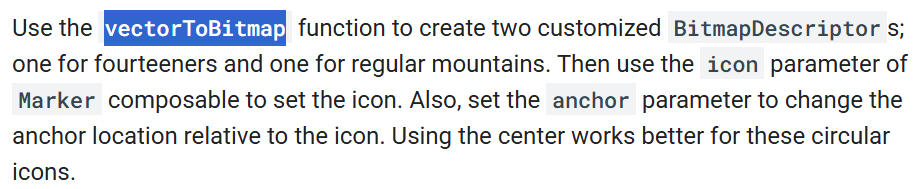 Use the vectorToBitmap function to create two customized BitmapDescriptor s;
one for fourteeners and one for regular mountains. Then use the icon parameter of
Marker composable to set the icon. Also, set the anchor parameter to change the
anchor location relative to the icon. Using the center works better for these circular
icons.